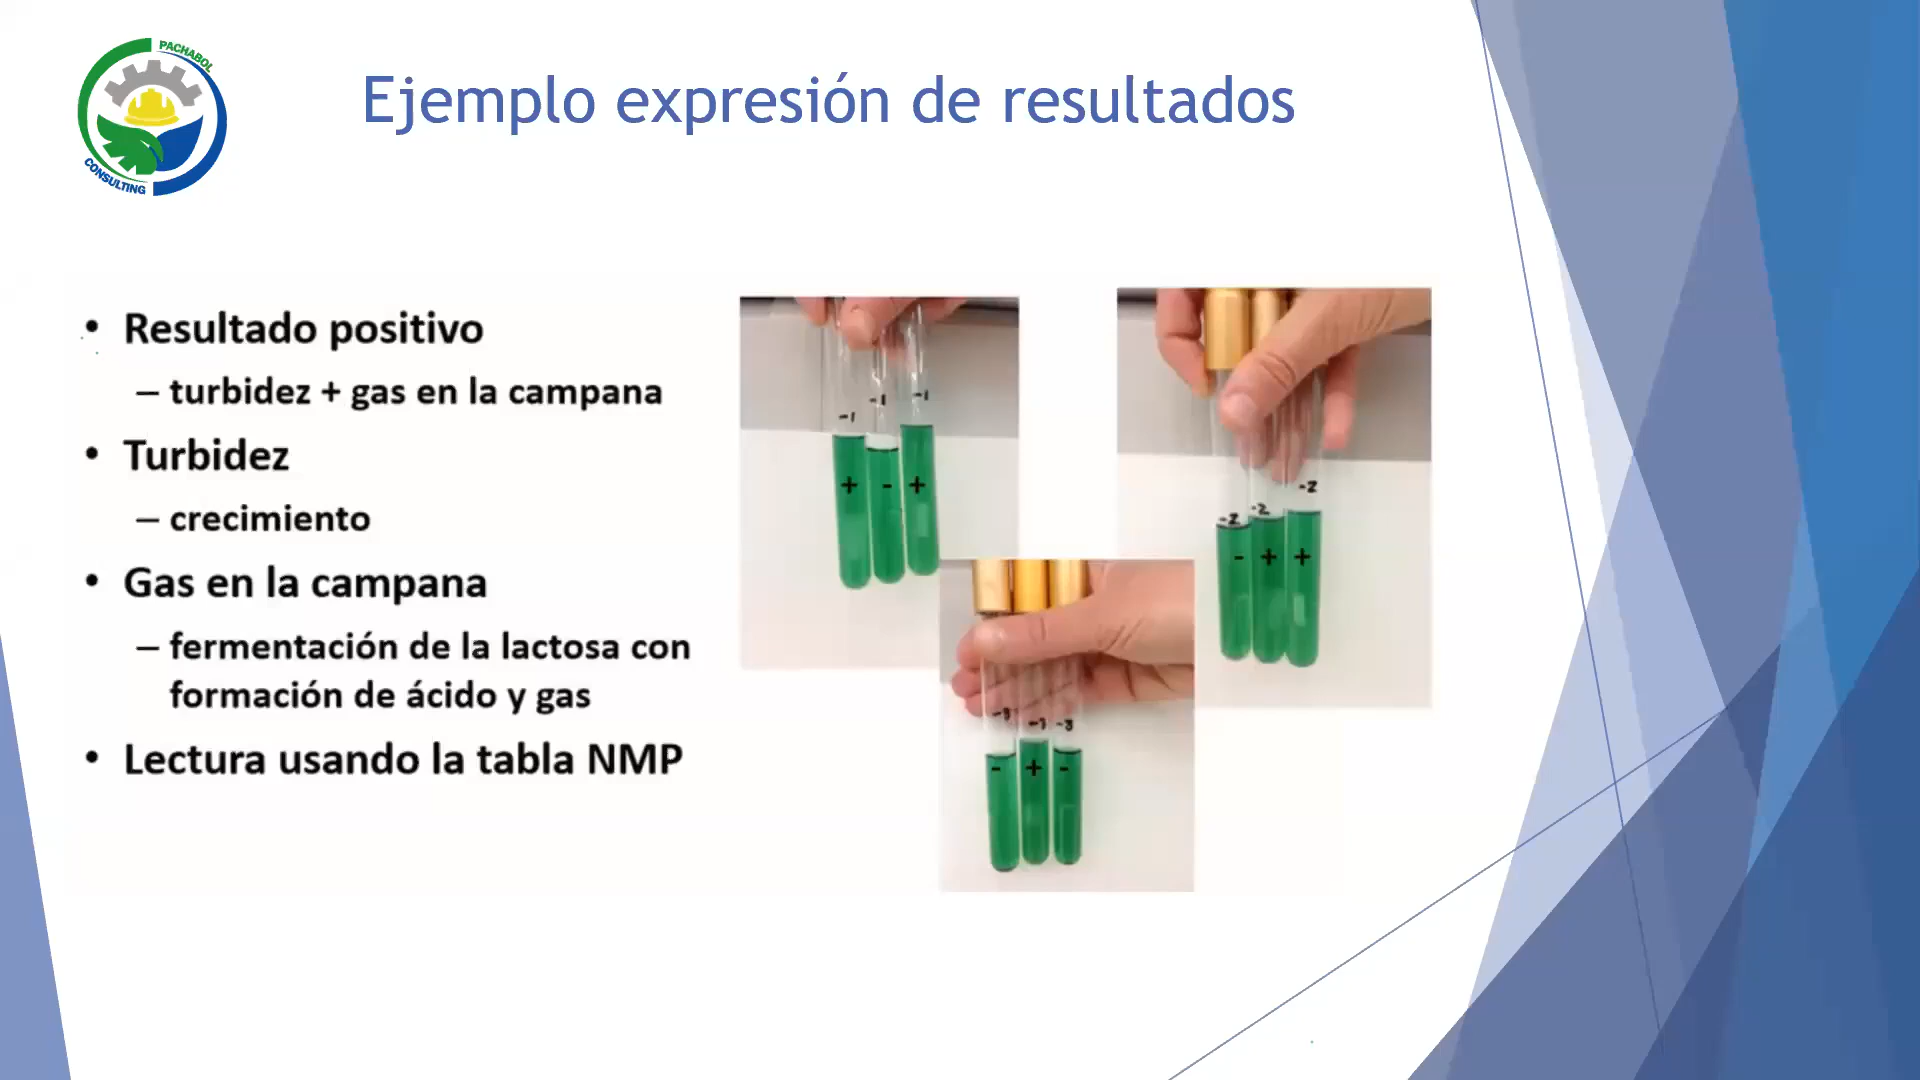 PACHABOL
CONSULTING
Ejemplo expresión de resultados
• Resultado positivo
– turbidez + gas en la campana
• Turbidez
– crecimiento
• Gas en la campana
– fermentación de la lactosa con
formación de ácido y gas
• Lectura usando la tabla NMP
-1 -1 -1
+ - +
-2 -2 -2
- + +
-3
- + -